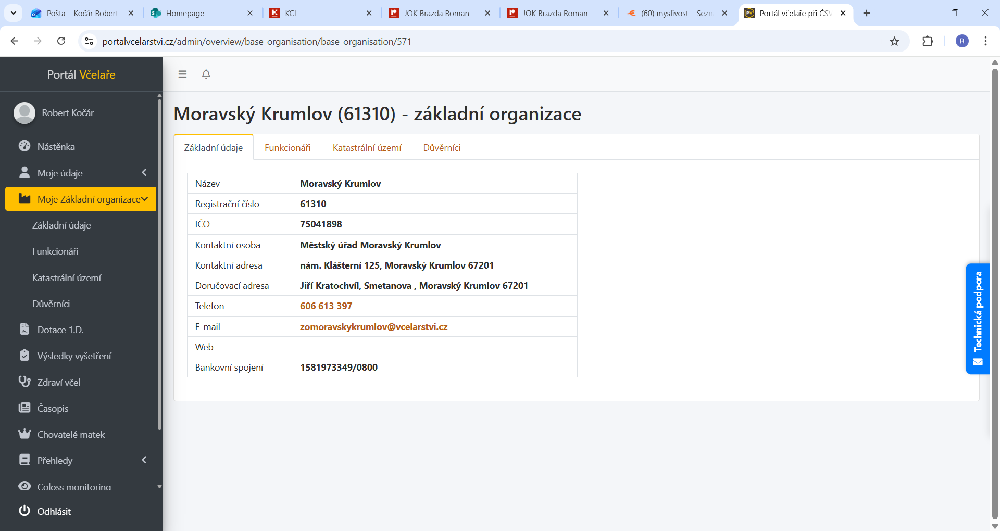 Pošta – Kočár Robert
Homepage
KCL
JOK Brazda Roman
JOK Brazda Roman
(60) myslivost – Sezn
Portál včelaře při ČSV
portalvcelarstvi.cz/admin/overview/base_organisation/base_organisation/571
R
Portál Včelaře
Robert Kočár
Nástěnka
Moje údaje
Moje Základní organizace
Základní údaje
Funkcionáři
Katastrální území
Důvěrníci
Dotace 1.D.
Výsledky vyšetření
Zdraví včel
Časopis
Chovatelé matek
Přehledy
Coloss monitoring
Odhlásit
Moravský Krumlov (61310) - základní organizace
Základní údaje
Funkcionáři
Katastrální území
Důvěrníci
Název Moravský Krumlov
Registrační číslo 61310
IČO 75041898
Kontaktní osoba Městský úřad Moravský Krumlov
Kontaktní adresa nám. Klášterní 125, Moravský Krumlov 67201
Doručovací adresa Jiří Kratochvíl, Smetanova , Moravský Krumlov 67201
Telefon 606 613 397
E-mail zomoravskykrumlov@vcelarstvi.cz
Web
Bankovní spojení 1581973349/0800
Technická podpora